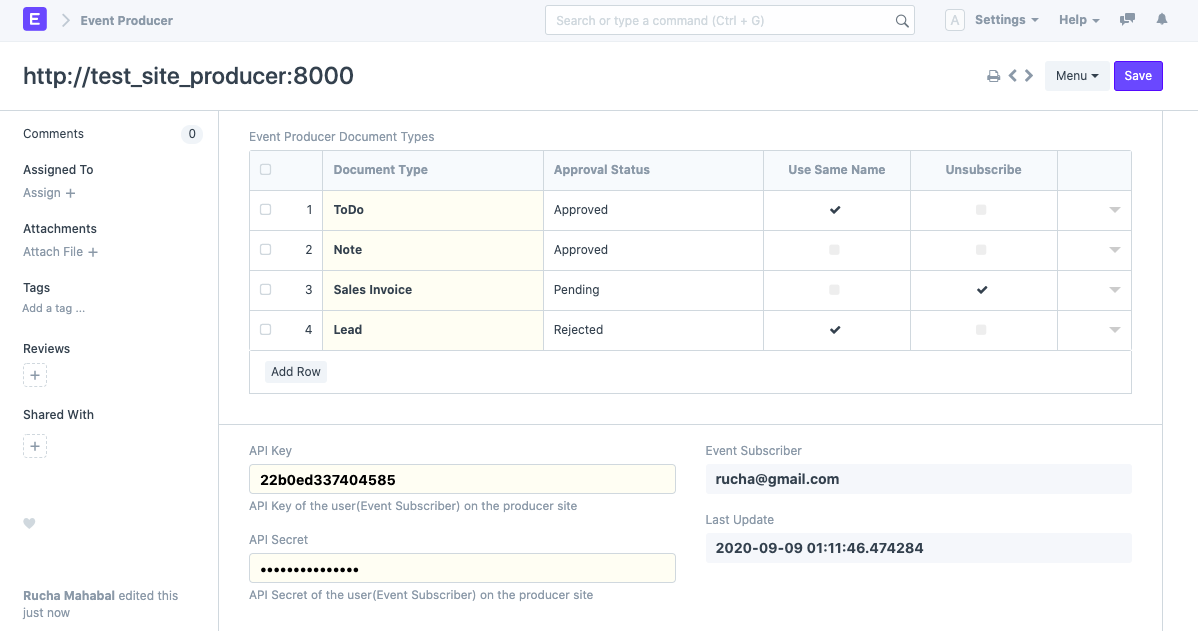 E Event Producer Search or type a command (Ctrl + G) A Settings Help
http://test_site_producer:8000 Menu Save
Comments 0
Assigned To
Assign +
Attachments
Attach File +
Tags
Add a tag ...
Reviews
+
Shared With
+
Rucha Mahabal edited this
just now
Event Producer Document Types
Document Type Approval Status Use Same Name Unsubscribe
1 ToDo Approved
2 Note Approved
3 Sales Invoice Pending
4 Lead Rejected
Add Row
API Key
22b0ed337404585
API Key of the user(Event Subscriber) on the producer site
API Secret
•••••••••••••••
API Secret of the user(Event Subscriber) on the producer site
Event Subscriber
rucha@gmail.com
Last Update
2020-09-09 01:11:46.474284